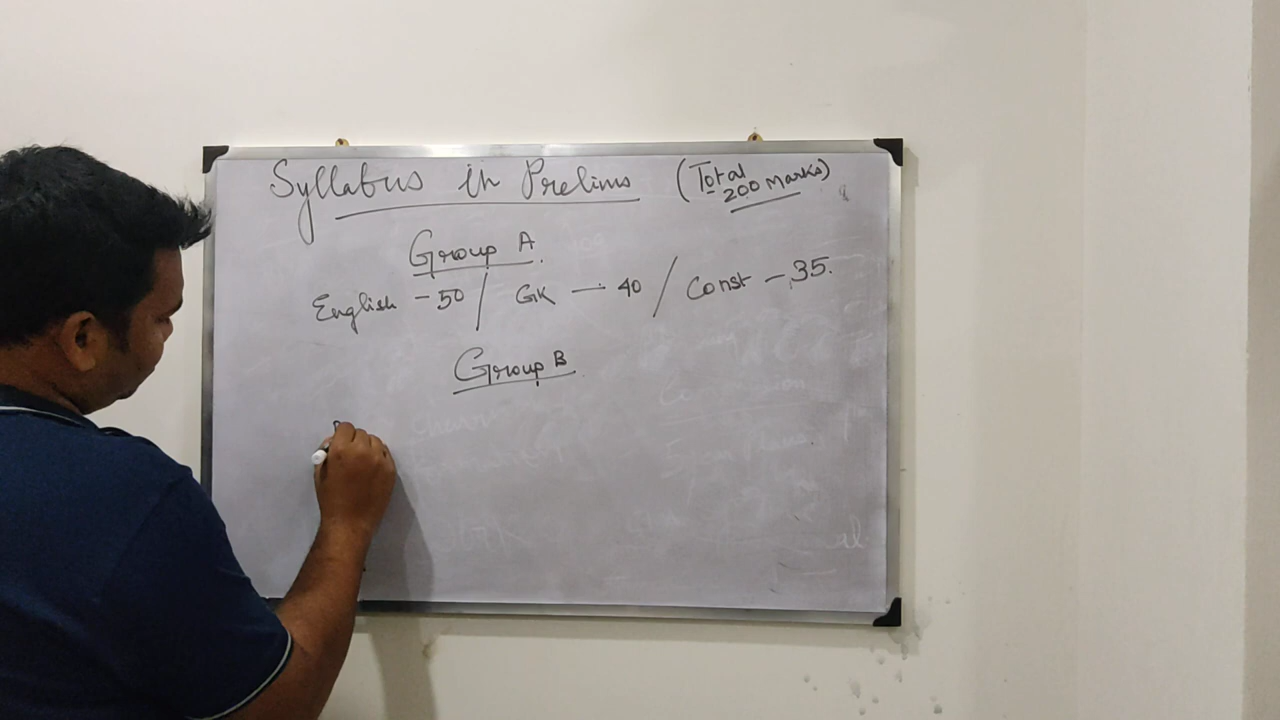 Syllabus in Prelims (Total 200 Marks)
Group A
English - 50 / GK - 40 / Const - 35.
Group B